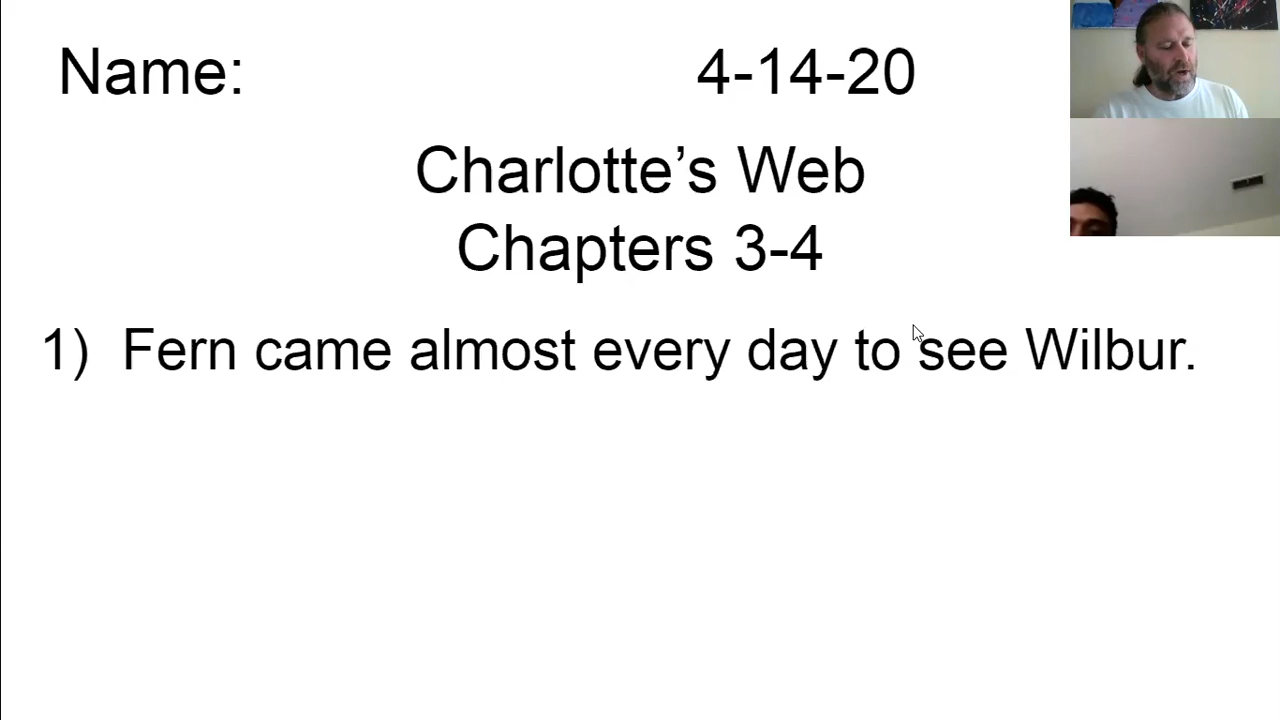 Name: 4-14-20
Charlotte’s Web
Chapters 3-4
1) Fern came almost every day to see Wilbur.